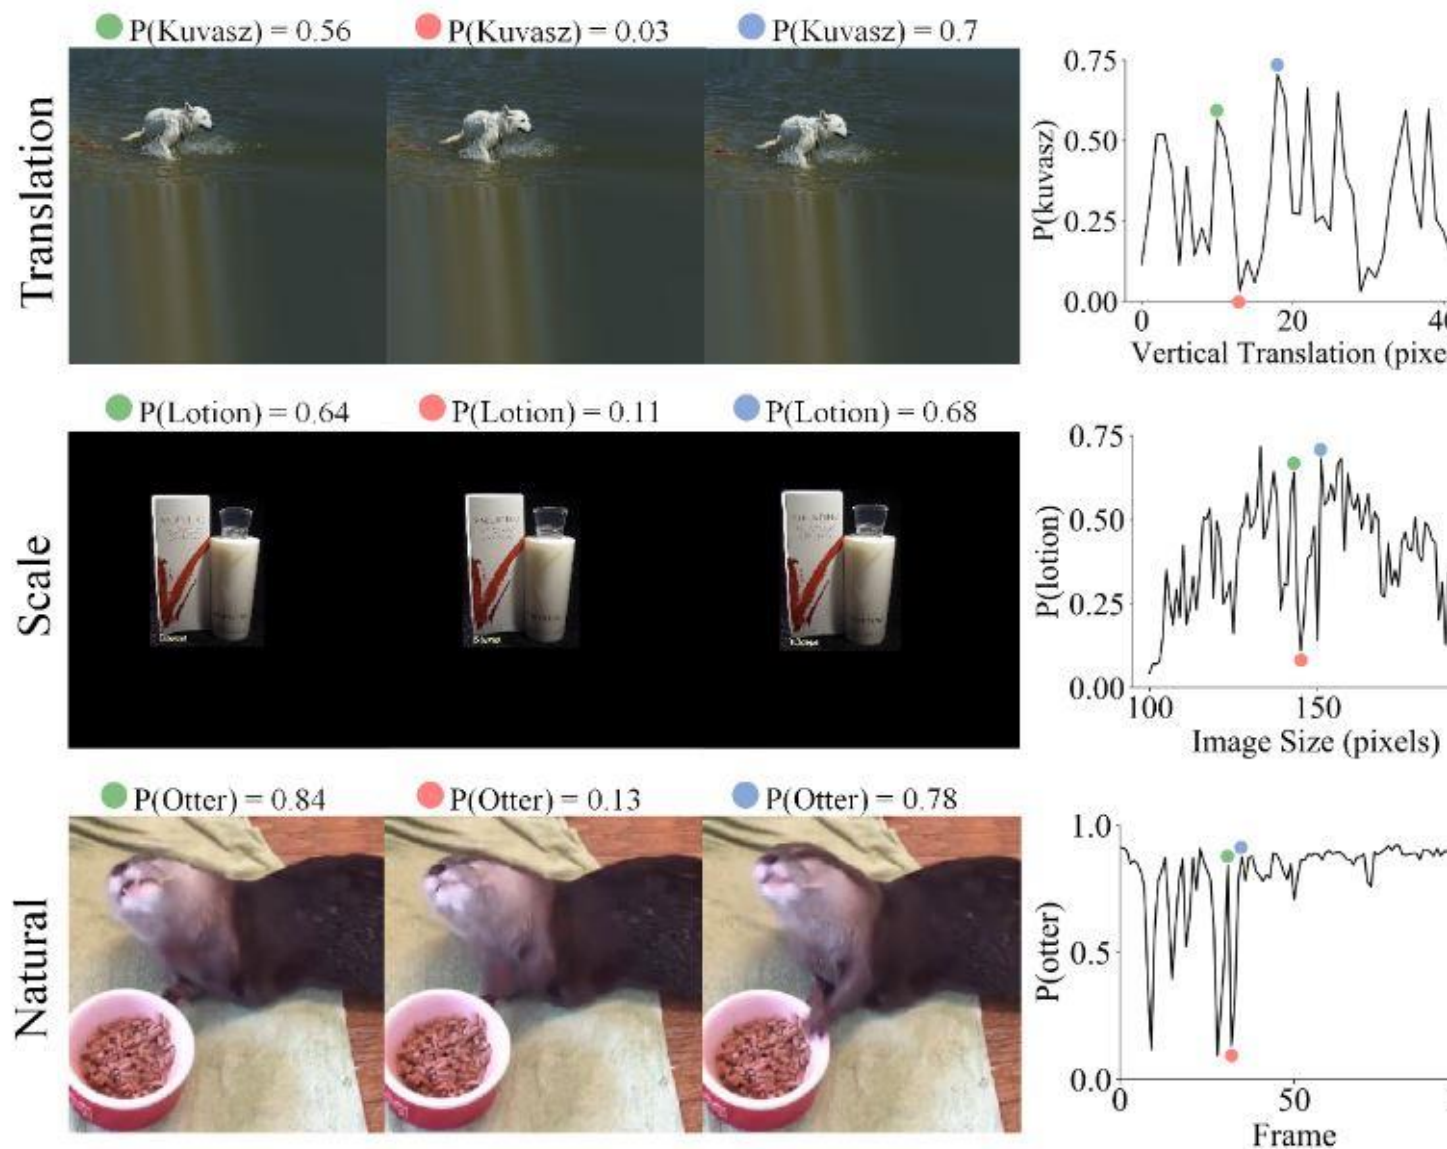 P(Kuvasz) = 0.56
P(Kuvasz) = 0.03
P(Kuvasz) = 0.7
Translation
P(kuvasz)
0.75
0.50
0.25
0.00
0
20
40
Vertical Translation (pixe
P(Lotion) = 0.64
P(Lotion) = 0.11
P(Lotion) = 0.68
Scale
P(lotion)
0.75
0.50
0.25
0.00
100
150
Image Size (pixels)
P(Otter) = 0.84
P(Otter) = 0.13
P(Otter) = 0.78
Natural
P(otter)
1.0
0.5
0.0
0
50
Frame